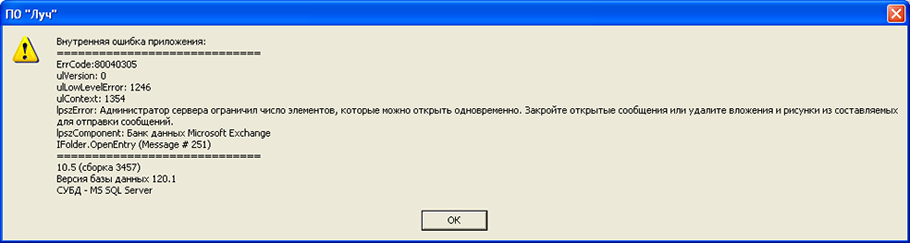 ПО "Луч"
Внутренняя ошибка приложения:
=============================
ErrCode:80040305
ulVersion: 0
ulLowLevelError: 1246
ulContext: 1354
lpszError: Администратор сервера ограничил число элементов, которые можно открыть одновременно. Закройте открытые сообщения или удалите вложения и рисунки из составляемых
для отправки сообщений.
lpszComponent: Банк данных Microsoft Exchange
IFolder.OpenEntry (Message # 251)
=============================
10.5 (сборка 3457)
Версия базы данных 120.1
СУБД - MS SQL Server
OK